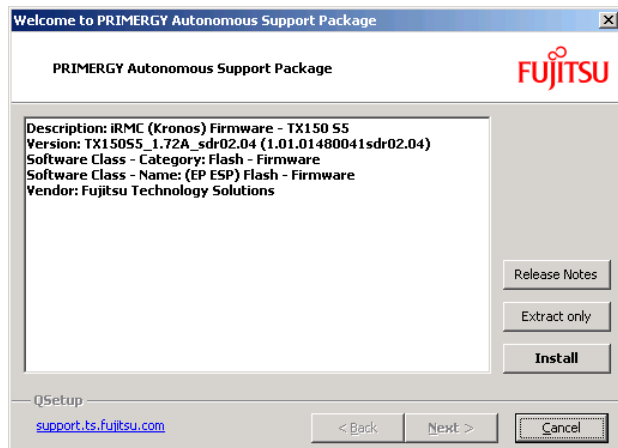 Welcome to PRIMERGY Autonomous Support Package
PRIMERGY Autonomous Support Package
FUJITSU
Description: iRMC (Kronos) Firmware - TX150 S5
Version: TX150S5_1.72A_sdr02.04 (1.01.01480041sdr02.04)
Software Class - Category: Flash - Firmware
Software Class - Name: (EP ESP) Flash - Firmware
Vendor: Fujitsu Technology Solutions
Release Notes
Extract only
Install
QSetup
support.ts.fujitsu.com
< Back
Next >
Cancel